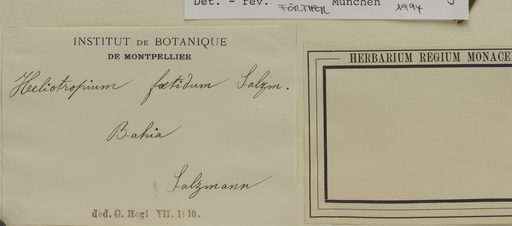 Det. – rev. FÖRTHER München 1994
INSTITUT DE BOTANIQUE
DE MONTPELLIER
Heliotropium fœtidum Salzm.
Bahia
Salzmann
ded. G. Hegi VII. 1910.
HERBARIUM REGIUM MONACE